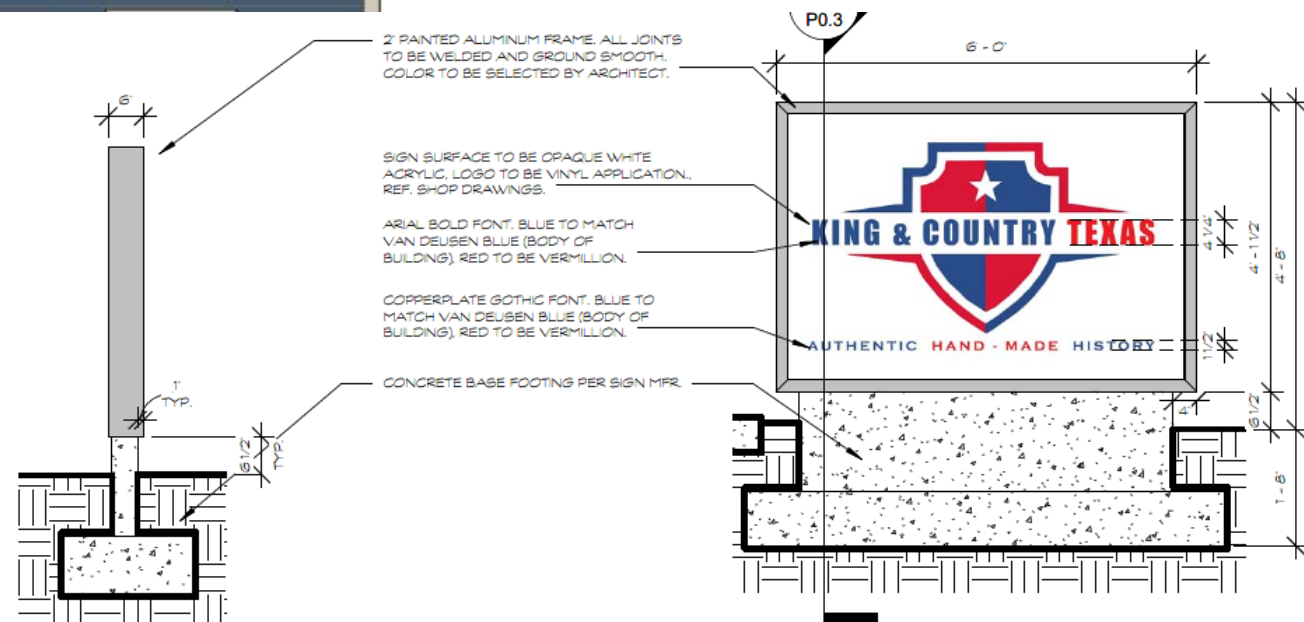 P0.3
6' - 0"
2" PAINTED ALUMINUM FRAME. ALL JOINTS
TO BE WELDED AND GROUND SMOOTH.
COLOR TO BE SELECTED BY ARCHITECT.
6"
SIGN SURFACE TO BE OPAQUE WHITE
ACRYLIC, LOGO TO BE VINYL APPLICATION.,
REF. SHOP DRAWINGS.
ARIAL BOLD FONT. BLUE TO MATCH
VAN DEUSEN BLUE (BODY OF
BUILDING), RED TO BE VERMILLION.
KING & COUNTRY TEXAS
4 1/4"
4' - 1 1/2"
4' - 8"
COPPERPLATE GOTHIC FONT. BLUE TO
MATCH VAN DEUSEN BLUE (BODY OF
BUILDING), RED TO BE VERMILLION.
AUTHENTIC HAND - MADE HISTORY
1 1/2"
CONCRETE BASE FOOTING PER SIGN MFR.
1"
TYP.
4"
6 1/2"
6 1/2"
TYP.
1' - 8"